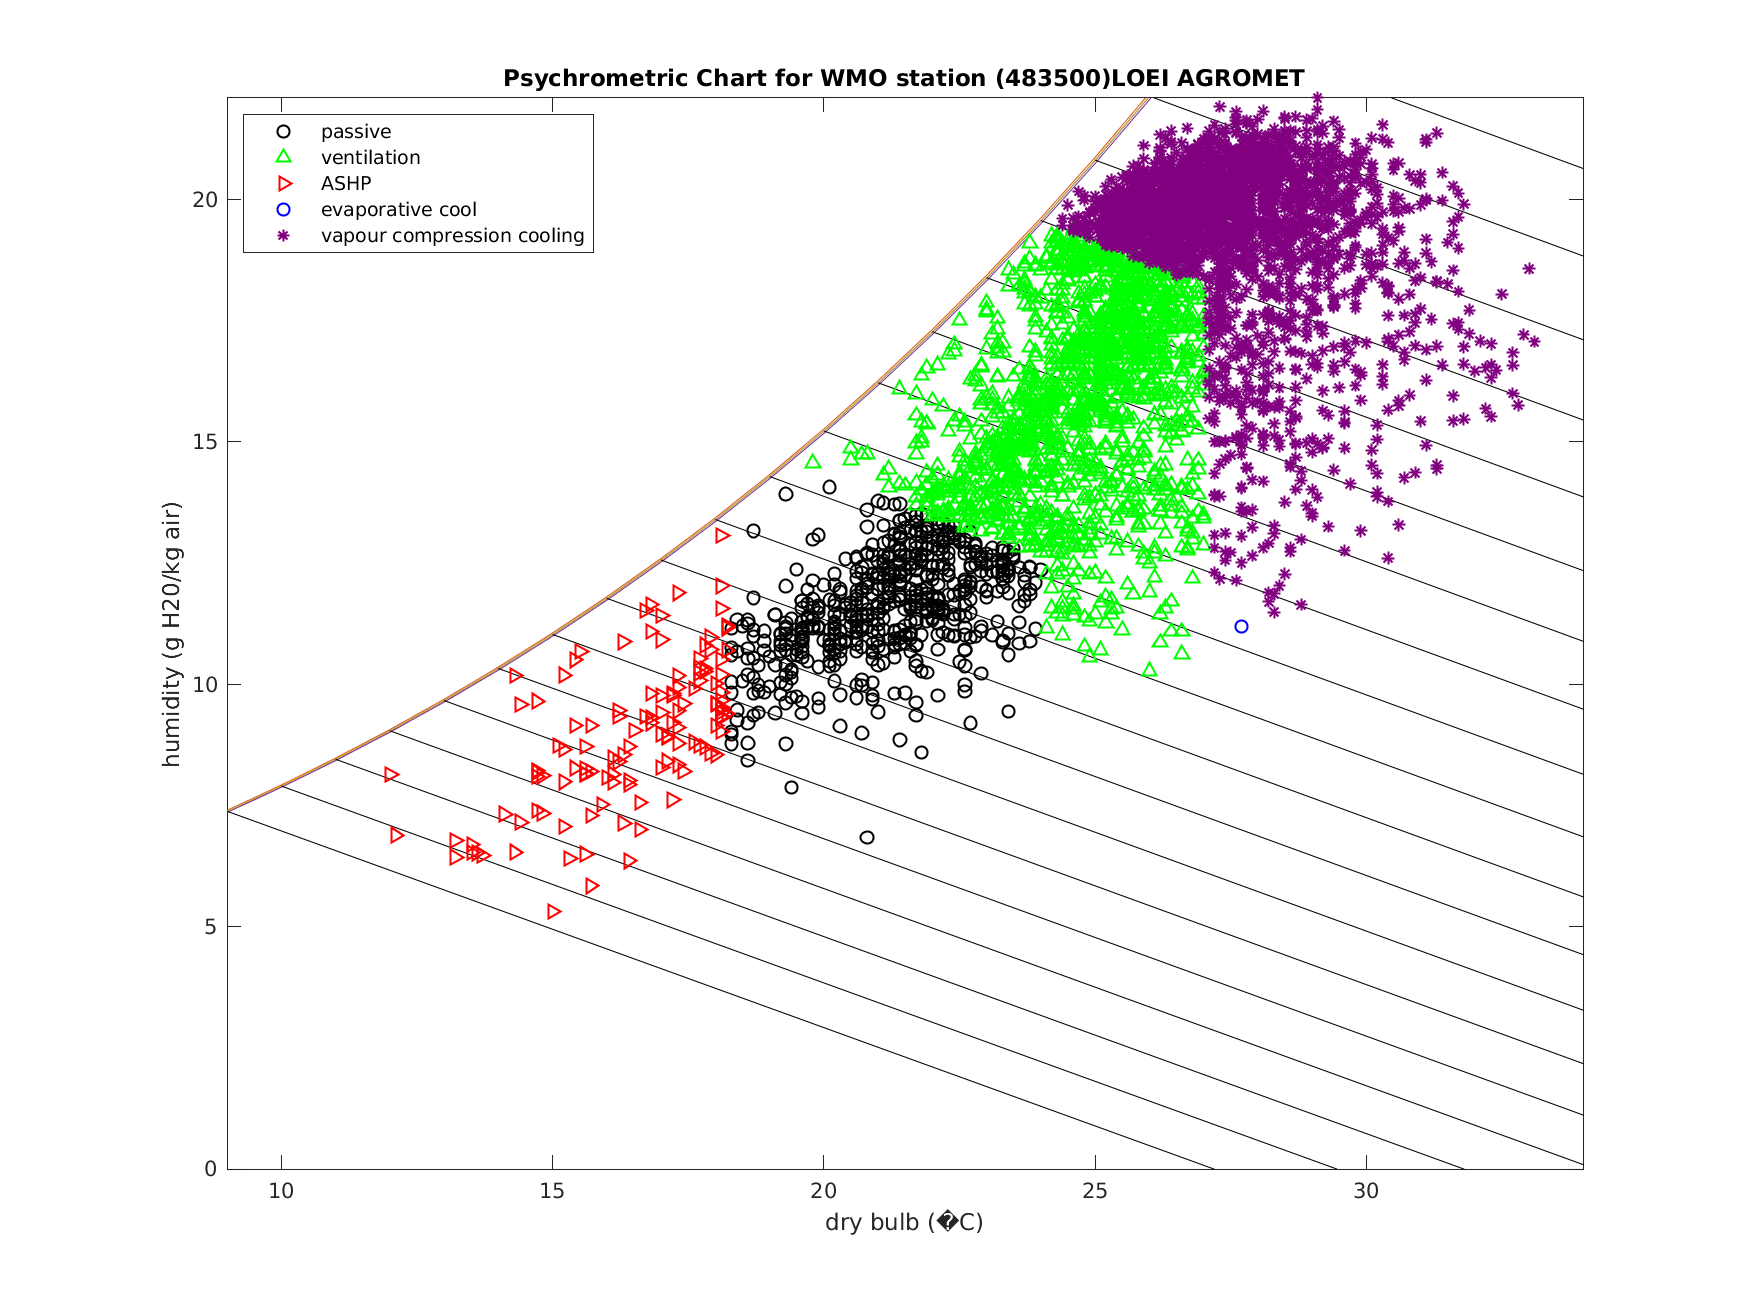 Psychrometric Chart for WMO station (483500)LOEI AGROMET
passive
ventilation
ASHP
evaporative cool
vapour compression cooling
humidity (g H20/kg air)
20
15
10
5
0
10 15 20 25 30
dry bulb (�C)